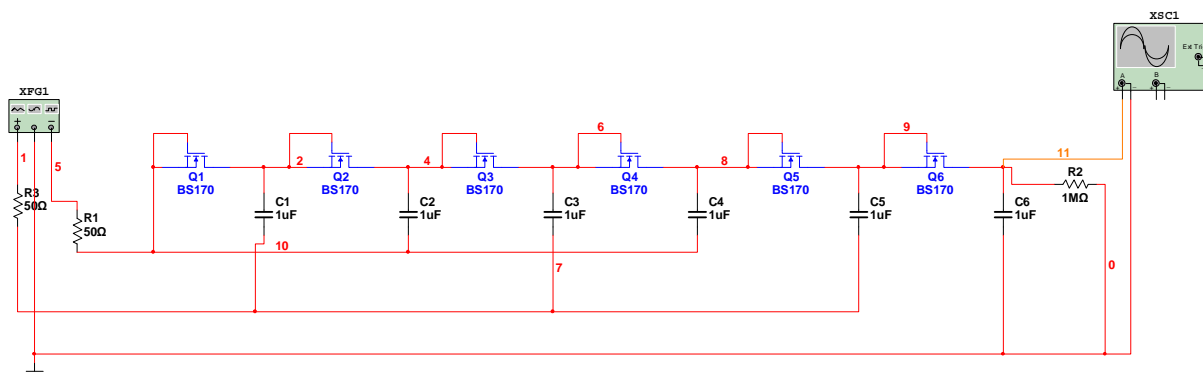 XSC1
Ext Trig
A
B
XFG1
1
5
R3
50Ω
R1
50Ω
Q1
BS170
2
Q2
BS170
4
Q3
BS170
6
Q4
BS170
8
Q5
BS170
9
Q6
BS170
11
R2
1MΩ
C1
1uF
C2
1uF
C3
1uF
C4
1uF
C5
1uF
C6
1uF
10
7
0